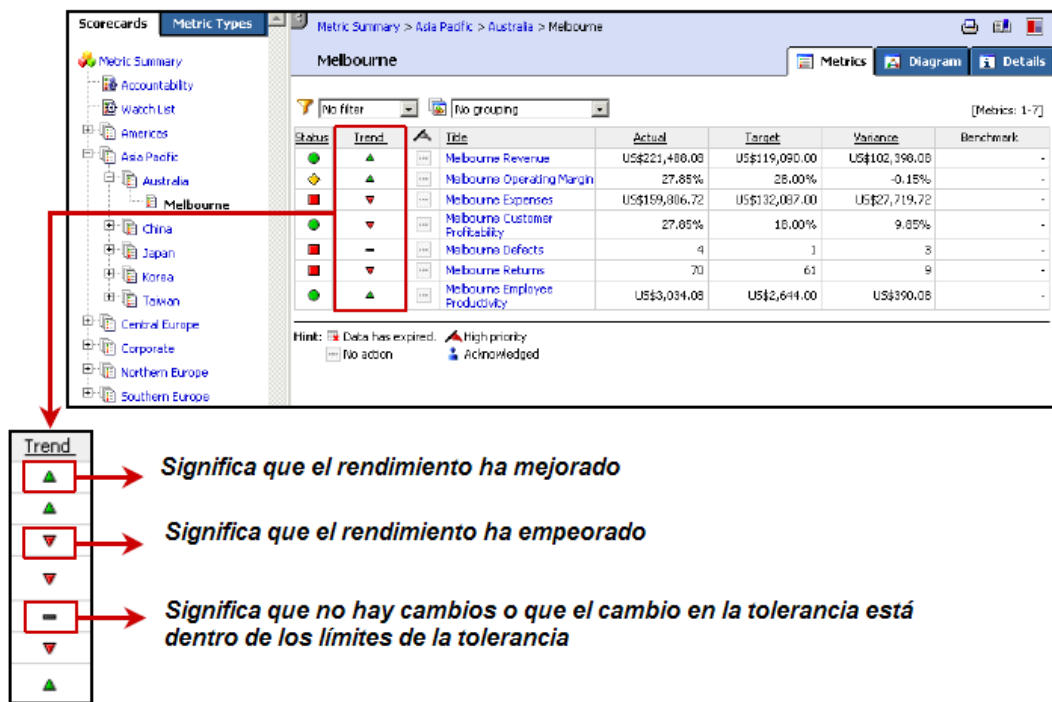 Scorecards Metric Types
Metric Summary > Asia Pacific > Australia > Melbourne
Metric Summary
Accountability
Watch List
Americas
Asia Pacific
Australia
Melbourne
China
Japan
Korea
Taiwan
Central Europe
Corporate
Northern Europe
Southern Europe
Melbourne
Metrics Diagram Details
No filter No grouping [Metrics: 1-7]
Status Trend Title Actual Target Variance Benchmark
Melbourne Revenue US$221,488.08 US$119,090.00 US$102,398.08 -
Melbourne Operating Margin 27.85% 28.00% -0.15% -
Melbourne Expenses US$159,806.72 US$132,087.00 US$27,719.72 -
Melbourne Customer Profitability 27.85% 18.00% 9.85% -
Melbourne Defects 4 1 3 -
Melbourne Returns 70 61 9 -
Melbourne Employee Productivity US$3,034.08 US$2,644.00 US$390.08 -
Hint: Data has expired. High priority
No action Acknowledged
Trend
Significa que el rendimiento ha mejorado
Significa que el rendimiento ha empeorado
Significa que no hay cambios o que el cambio en la tolerancia está
dentro de los límites de la tolerancia